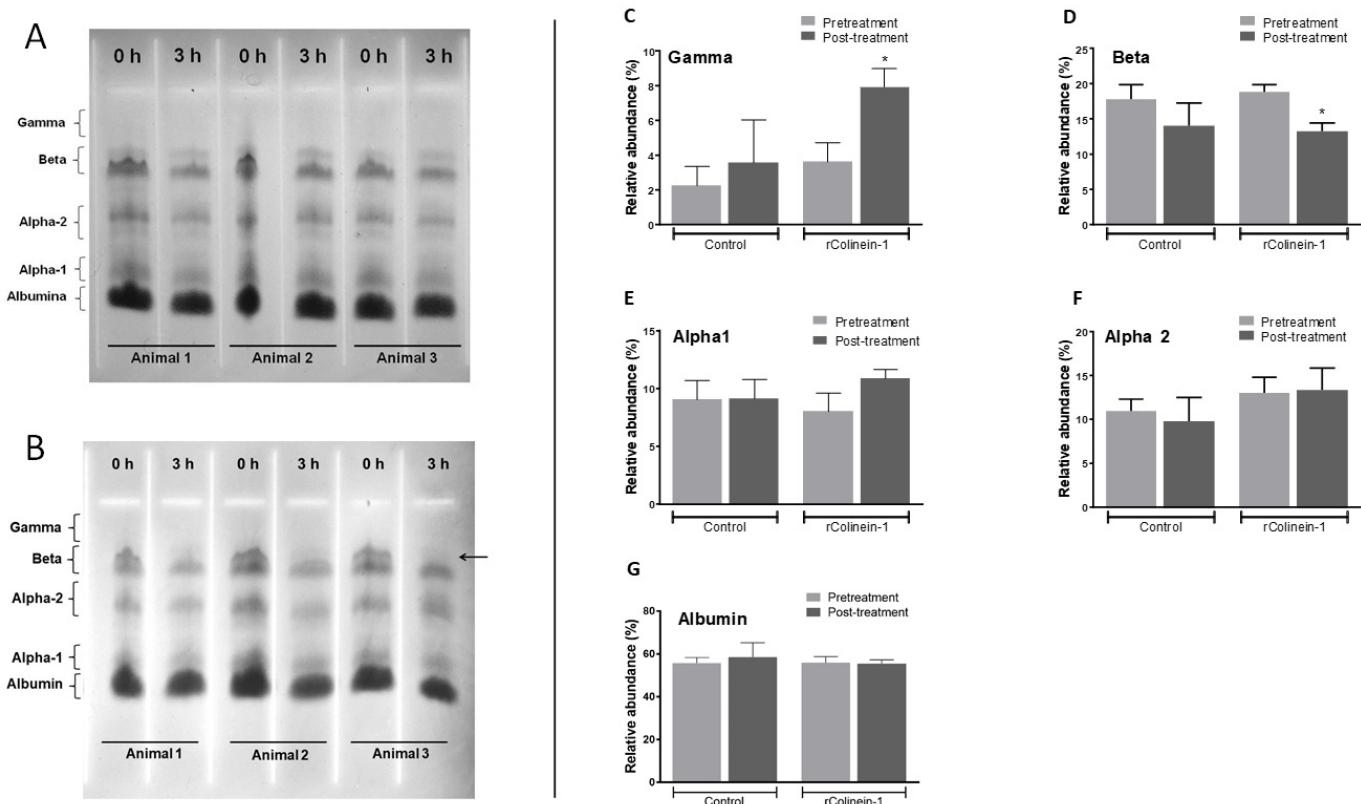 A
0 h 3 h 0 h 3 h 0 h 3 h
Gamma
Beta
Alpha-2
Alpha-1
Albumina
Animal 1 Animal 2 Animal 3
B
0 h 3 h 0 h 3 h 0 h 3 h
Gamma
Beta
Alpha-2
Alpha-1
Albumin
Animal 1 Animal 2 Animal 3
C
Pretreatment
Post-treatment
Gamma
Relative abundance (%)
10
8
6
4
2
0
*
Control rColinein-1
D
Pretreatment
Post-treatment
Beta
Relative abundance (%)
25
20
15
10
5
0
*
Control rColinein-1
E
Pretreatment
Post-treatment
Alpha1
Relative abundance (%)
15
10
5
0
Control rColinein-1
F
Pretreatment
Post-treatment
Alpha 2
Relative abundance (%)
20
15
10
5
0
Control rColinein-1
G
Pretreatment
Post-treatment
Albumin
Relative abundance (%)
80
60
40
20
0
Control rColinein-1